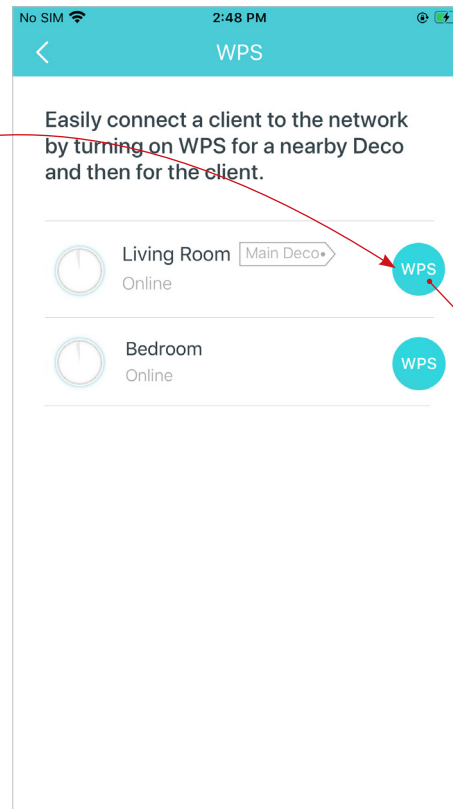 No SIM 2:48 PM
WPS
Easily connect a client to the network
by turning on WPS for a nearby Deco
and then for the client.
Living Room Main Deco
WPS
Online
Bedroom
WPS
Online